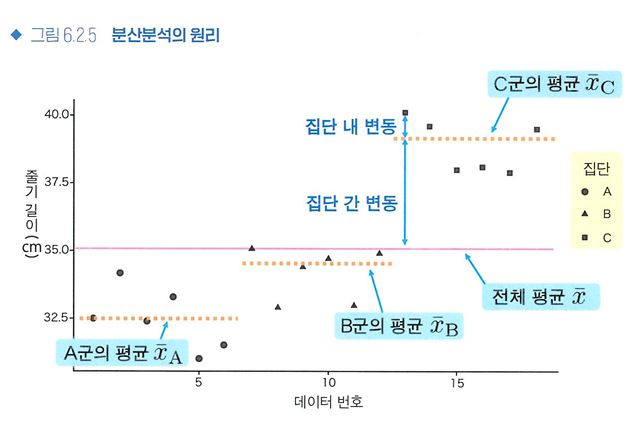 ◆ 그림 6.2.5 분산분석의 원리
C군의 평균 x̄C
40.0
집단 내 변동
37.5
집단 간 변동
줄기 길이(cm)
35.0
32.5
집단
A
B
C
전체 평균 x̄
B군의 평균 x̄B
A군의 평균 x̄A
5
10
15
데이터 번호